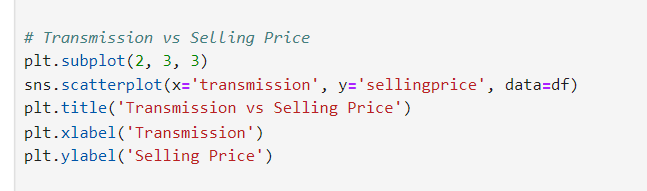 # Transmission vs Selling Price
plt.subplot(2, 3, 3)
sns.scatterplot(x='transmission', y='sellingprice', data=df)
plt.title('Transmission vs Selling Price')
plt.xlabel('Transmission')
plt.ylabel('Selling Price')